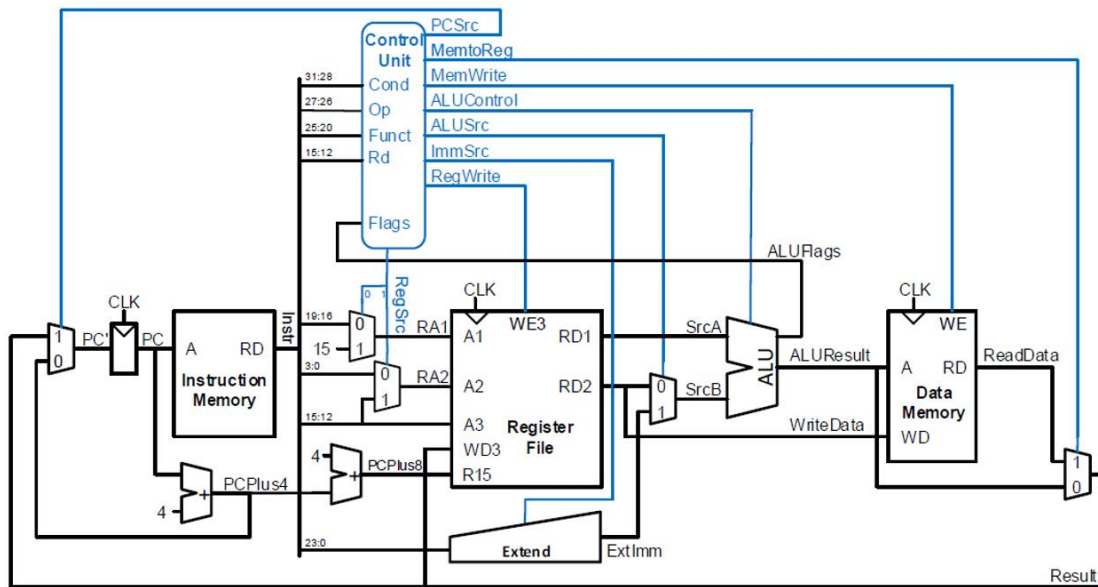 PCSrc
Control
Unit
MemtoReg
MemWrite
31:28
Cond
27:26
Op
ALUControl
25:20
Funct
ALUSrc
15:12
Rd
ImmSrc
RegWrite
Flags
ALUFlags
RegSrc
0 1
CLK
CLK
CLK
Instr
19:16
0
RA1
A1
WE3
RD1
SrcA
WE
1
0
PC'
PC
A
RD
15
1
Instruction
Memory
3:0
0
1
RA2
A2
RD2
0
1
SrcB
ALU
ALUResult
A
RD
ReadData
Data
Memory
15:12
A3
Register
File
WriteData
WD
WD3
4
+
PCPlus8
R15
1
0
PCPlus4
4
+
23:0
Extend
ExtImm
Result